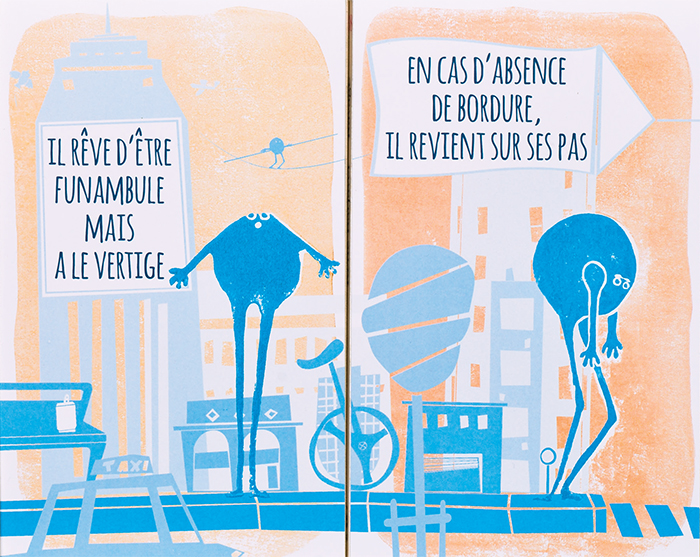 IL RÊVE D'ÊTRE
FUNAMBULE
MAIS
A LE VERTIGE
EN CAS D'ABSENCE
DE BORDURE,
IL REVIENT SUR SES PAS
TAXI